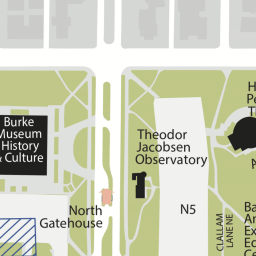 Burke
Museum
History
& Culture
Theodor
Jacobsen
Observatory
North
Gatehouse
N5
CLALLAM
LANE NE